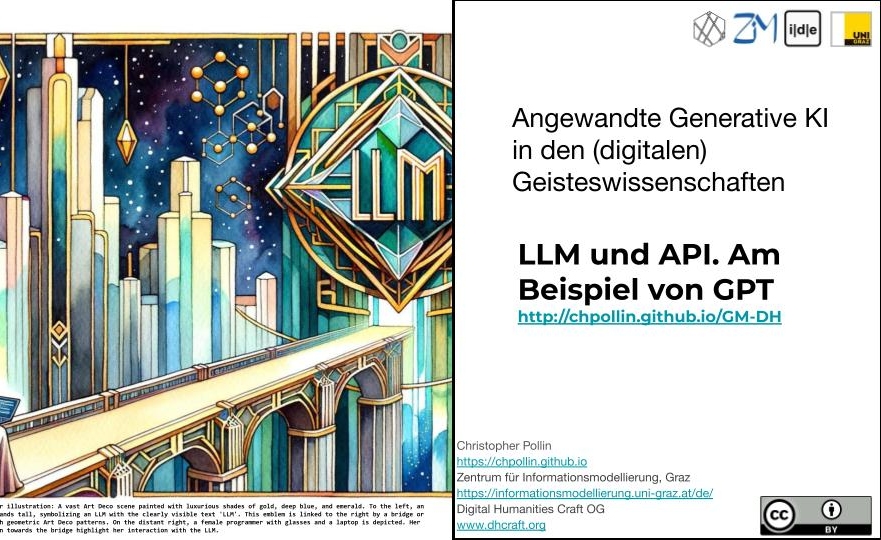 ZIM
i|d|e
UNI
GRAZ
LLM
Angewandte Generative KI
in den (digitalen)
Geisteswissenschaften
LLM und API. Am
Beispiel von GPT
http://chpollin.github.io/GM-DH
Christopher Pollin
https://chpollin.github.io
Zentrum für Informationsmodellierung, Graz
https://informationsmodellierung.uni-graz.at/de/
Digital Humanities Craft OG
www.dhcraft.org
cc
BY
illustration: A vast Art Deco scene painted with luxurious shades of gold, deep blue, and emerald. To the left, an
tall, symbolizing an LLM with the clearly visible text 'LLM'. This emblem is linked to the right by a bridge or
geometric Art Deco patterns. On the distant right, a female programmer with glasses and a laptop is depicted. Her
towards the bridge highlight her interaction with the LLM.